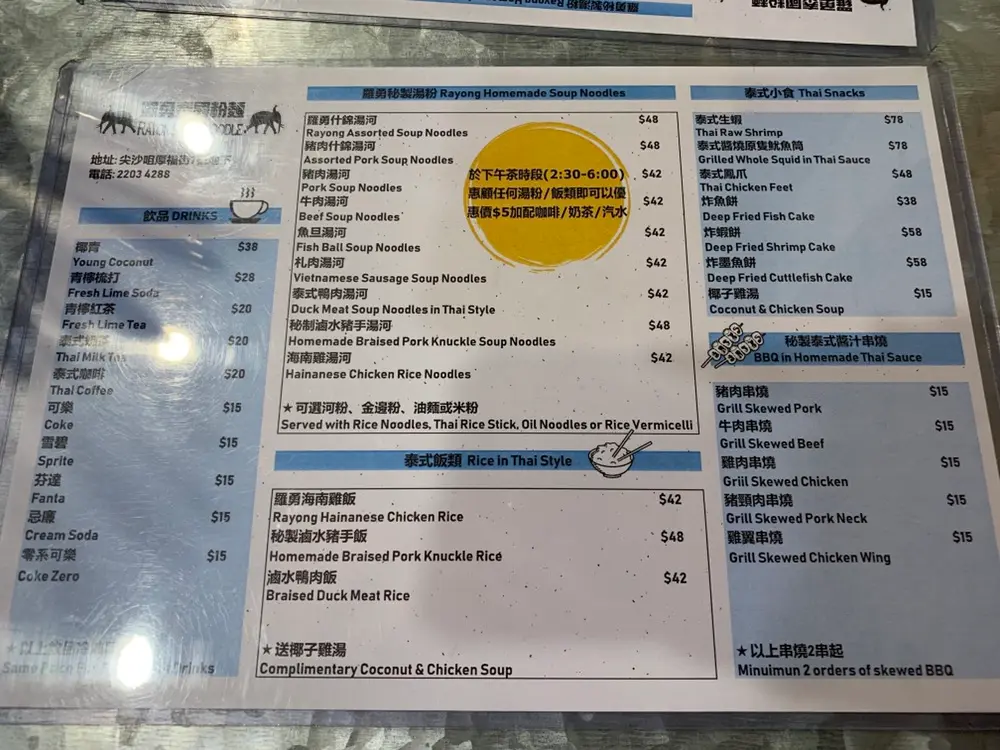 羅勇秘製湯粉
粉麵
地址: 尖沙咀厚福街
電話: 2203 4288
飲品 DRINKS
椰青 $38
Young Coconut
青檸梳打 $28
Fresh Lime Soda
青檸紅茶 $20
Fresh Lime Tea
泰式奶茶 $20
Thai Milk Tea
泰式咖啡 $20
Thai Coffee
可樂 $15
Coke
雪碧 $15
Sprite
芬達 $15
Fanta
忌廉 $15
Cream Soda
零系可樂 $15
Coke Zero
★以上飲品
Drinks
羅勇秘製湯粉 Rayong Homemade Soup Noodles
羅勇什錦湯河 $48
Rayong Assorted Soup Noodles
豬肉什錦湯河 $48
Assorted Pork Soup Noodles
豬肉湯河 $42
Pork Soup Noodles
牛肉湯河 $42
Beef Soup Noodles
魚旦湯河 $42
Fish Ball Soup Noodles
札肉湯河 $42
Vietnamese Sausage Soup Noodles
泰式鴨肉湯河 $42
Duck Meat Soup Noodles in Thai Style
秘制滷水豬手湯河 $48
Homemade Braised Pork Knuckle Soup Noodles
海南雞湯河 $42
Hainanese Chicken Rice Noodles
於下午茶時段(2:30-6:00)
惠顧任何湯粉/飯類即可以優
惠價$5加配咖啡/奶茶/汽水
★可選河粉、金邊粉、油麵或米粉
Served with Rice Noodles, Thai Rice Stick, Oil Noodles or Rice Vermicelli
泰式飯類 Rice in Thai Style
羅勇海南雞飯 $42
Rayong Hainanese Chicken Rice
秘製滷水豬手飯 $48
Homemade Braised Pork Knuckle Rice
滷水鴨肉飯 $42
Braised Duck Meat Rice
★送椰子雞湯
Complimentary Coconut & Chicken Soup
泰式小食 Thai Snacks
泰式生蝦 $78
Thai Raw Shrimp
泰式醬燒原隻魷魚筒 $78
Grilled Whole Squid in Thai Sauce
泰式鳳爪 $48
Thai Chicken Feet
炸魚餅 $38
Deep Fried Fish Cake
炸蝦餅 $58
Deep Fried Shrimp Cake
炸墨魚餅 $58
Deep Fried Cuttlefish Cake
椰子雞湯 $15
Coconut & Chicken Soup
秘製泰式醬汁串燒
BBQ in Homemade Thai Sauce
豬肉串燒 $15
Grill Skewed Pork
牛肉串燒 $15
Grill Skewed Beef
雞肉串燒 $15
Griil Skewed Chicken
豬頸肉串燒 $15
Grill Skewed Pork Neck
雞翼串燒 $15
Grill Skewed Chicken Wing
★以上串燒2串起
Minuimun 2 orders of skewed BBQ